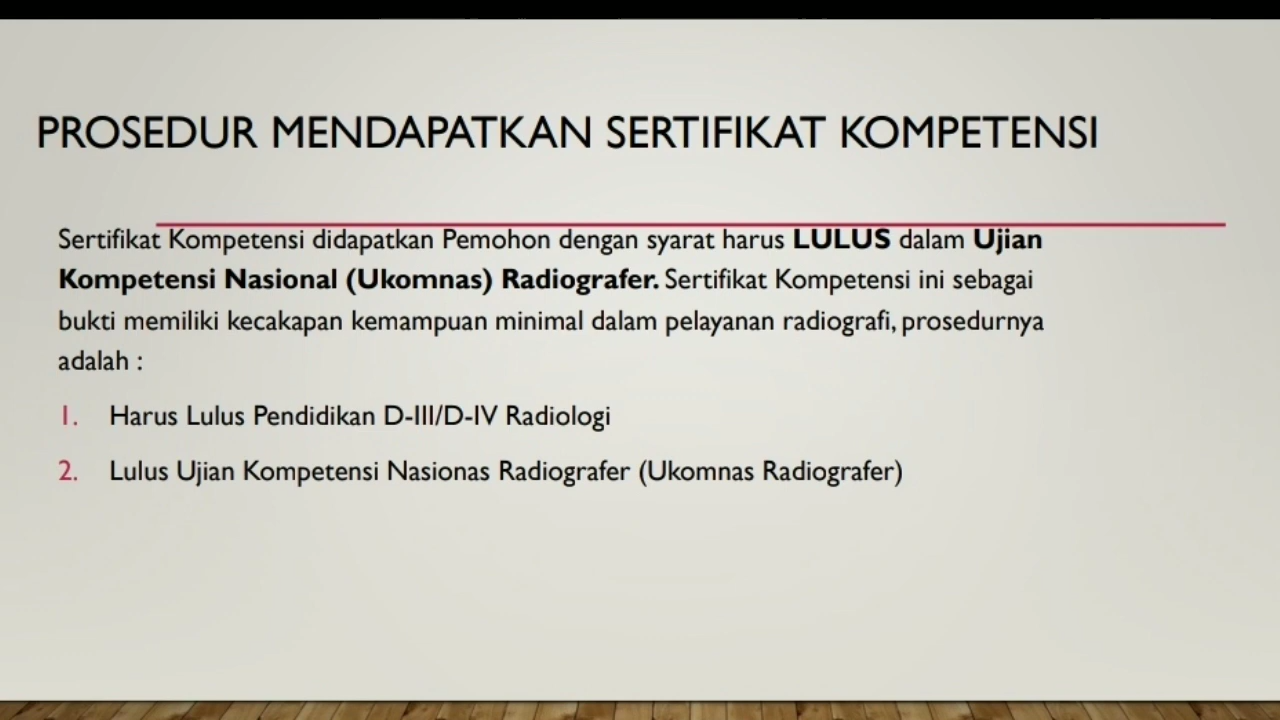 PROSEDUR MENDAPATKAN SERTIFIKAT KOMPETENSI
Sertifikat Kompetensi didapatkan Pemohon dengan syarat harus LULUS dalam Ujian
Kompetensi Nasional (Ukomnas) Radiografer. Sertifikat Kompetensi ini sebagai
bukti memiliki kecakapan kemampuan minimal dalam pelayanan radiografi, prosedurnya
adalah :
1. Harus Lulus Pendidikan D-III/D-IV Radiologi
2. Lulus Ujian Kompetensi Nasionas Radiografer (Ukomnas Radiografer)